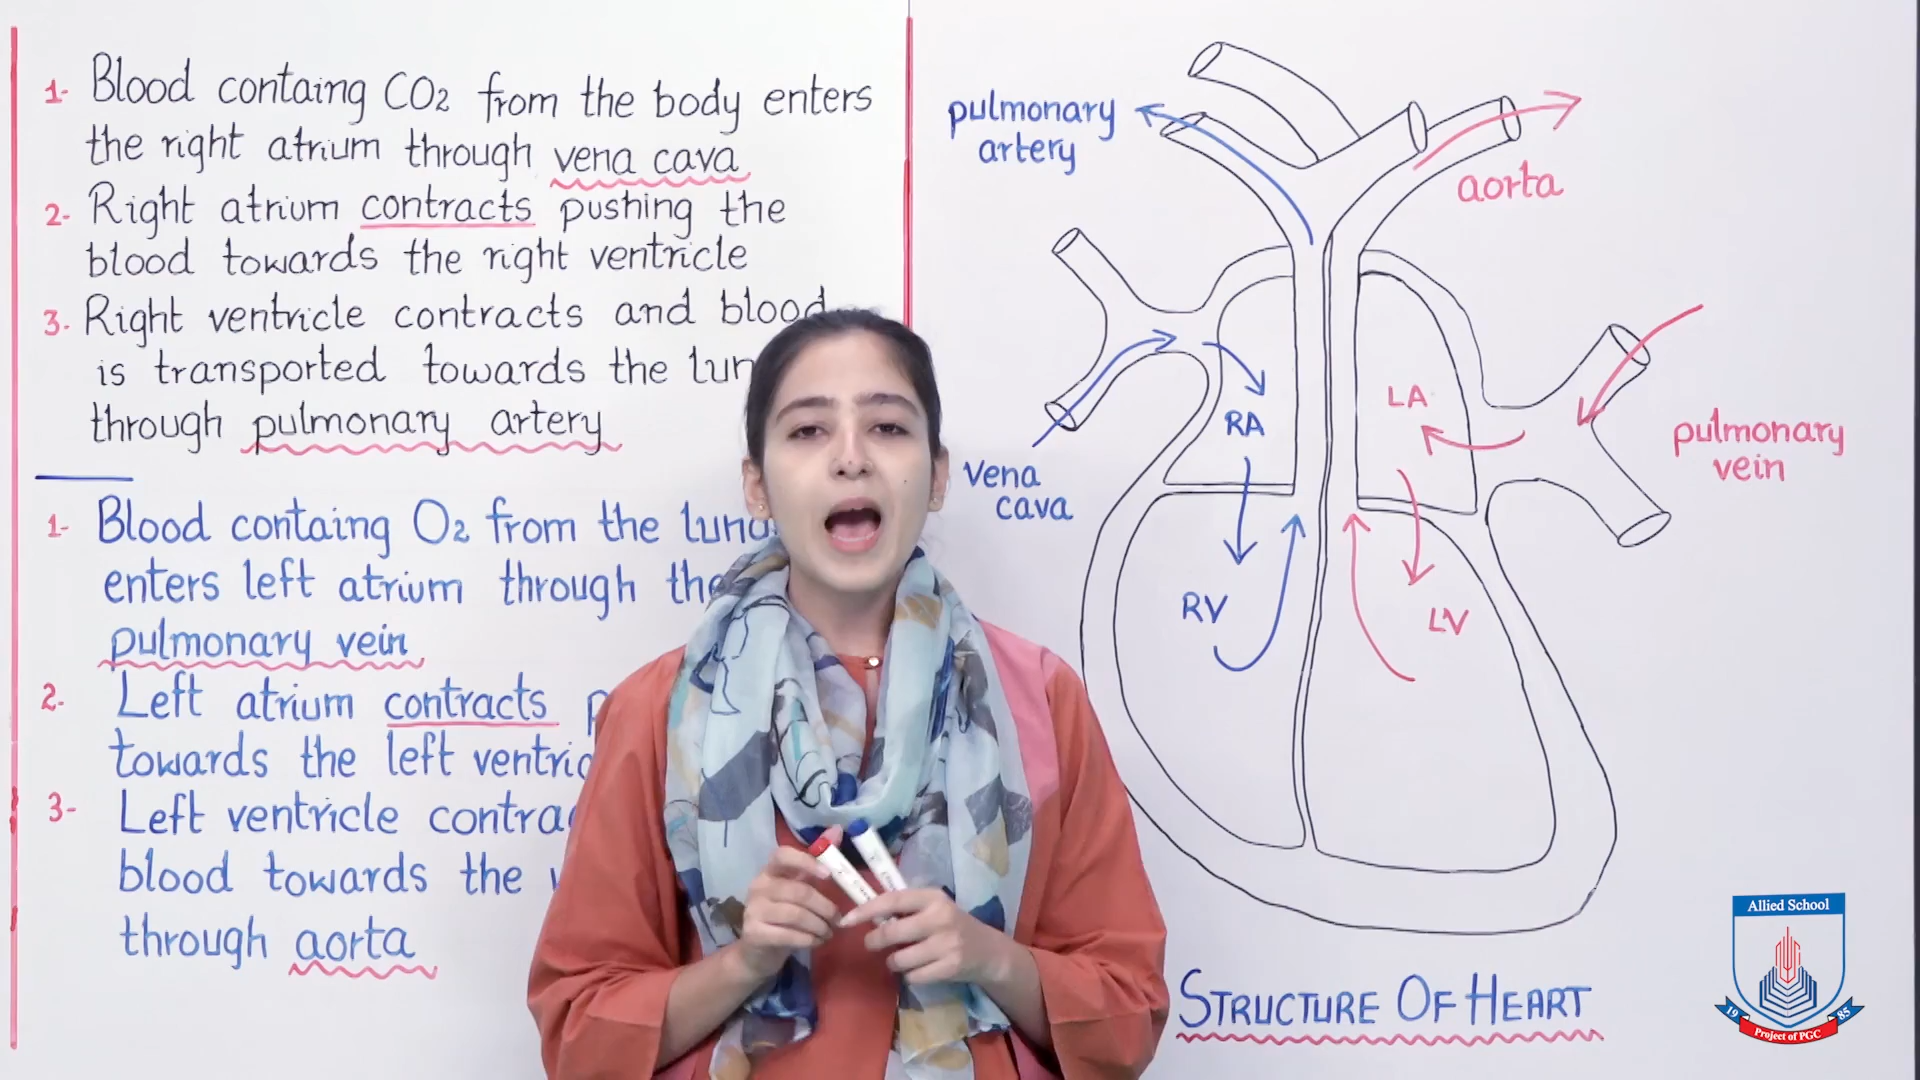 1- Blood containg CO2 from the body enters
the right atrium through vena cava
2- Right atrium contracts pushing the
blood towards the right ventricle
3. Right ventricle contracts and blood
is transported towards the
through pulmonary artery
1- Blood containg O2 from the
enters left atrium through the
pulmonary vein
2- Left atrium contracts
towards the left
3- Left ventricle
blood towards the
through aorta
pulmonary
artery
aorta
vena
cava
RA
LA
pulmonary
vein
RV
LV
STRUCTURE OF HEART
Allied School
19 85
Project of PGC